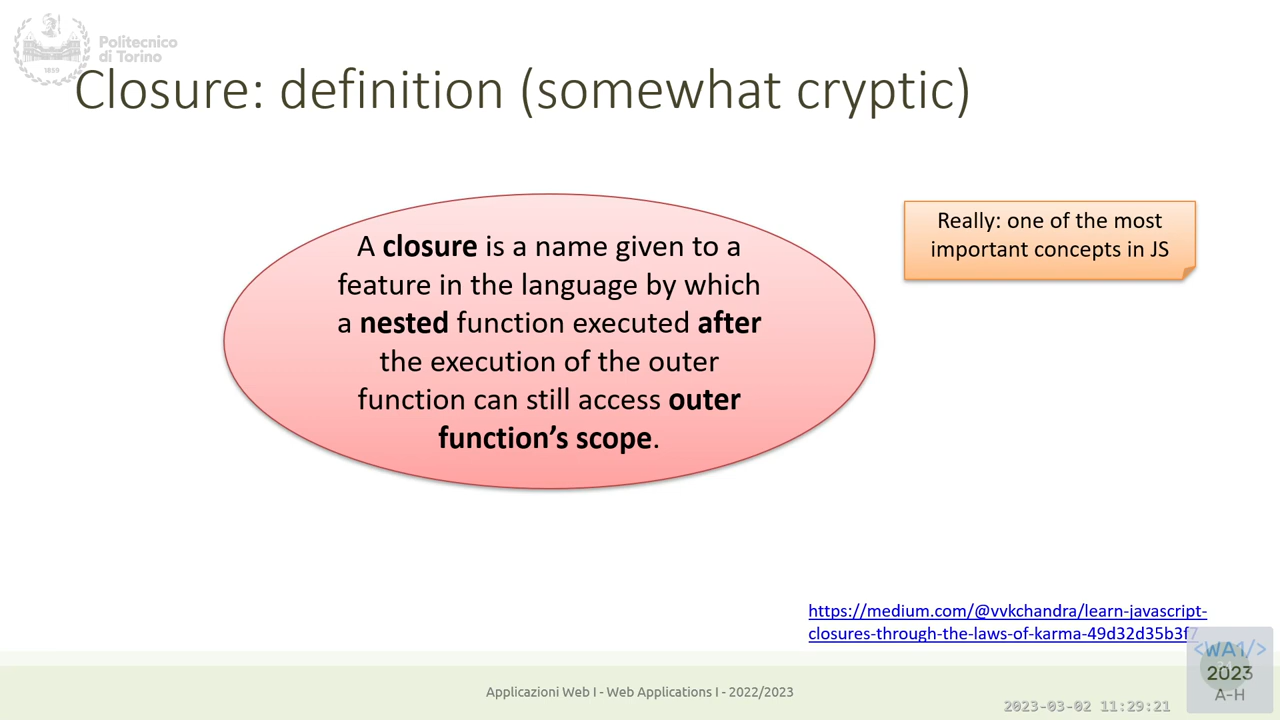 Politecnico
di Torino
1859
Closure: definition (somewhat cryptic)
A closure is a name given to a
feature in the language by which
a nested function executed after
the execution of the outer
function can still access outer
function's scope.
Really: one of the most
important concepts in JS
https://medium.com/@vvkchandra/learn-javascript-
closures-through-the-laws-of-karma-49d32d35b3f7
<WA1/>
2023
A-H
Applicazioni Web I - Web Applications I - 2022/2023
2023-03-02 11:29:21